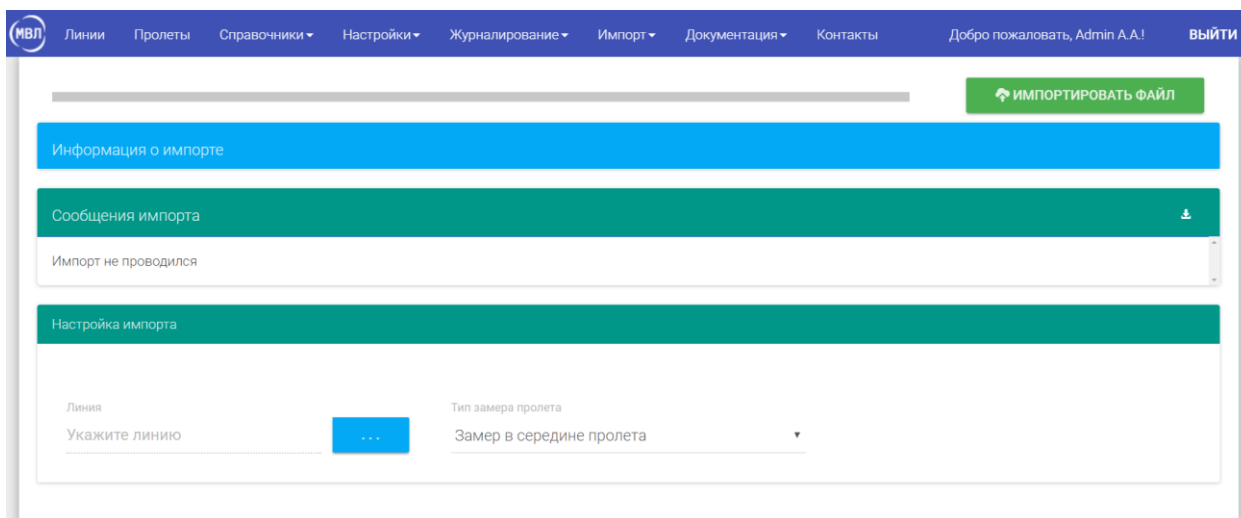 МВЛ Линии Пролеты Справочники Настройки Журналирование Импорт Документация Контакты Добро пожаловать, Admin A.A.! ВЫЙТИ
ИМПОРТИРОВАТЬ ФАЙЛ
Информация о импорте
Сообщения импорта
Импорт не проводился
Настройка импорта
Линия Тип замера пролета
Укажите линию ... Замер в середине пролета